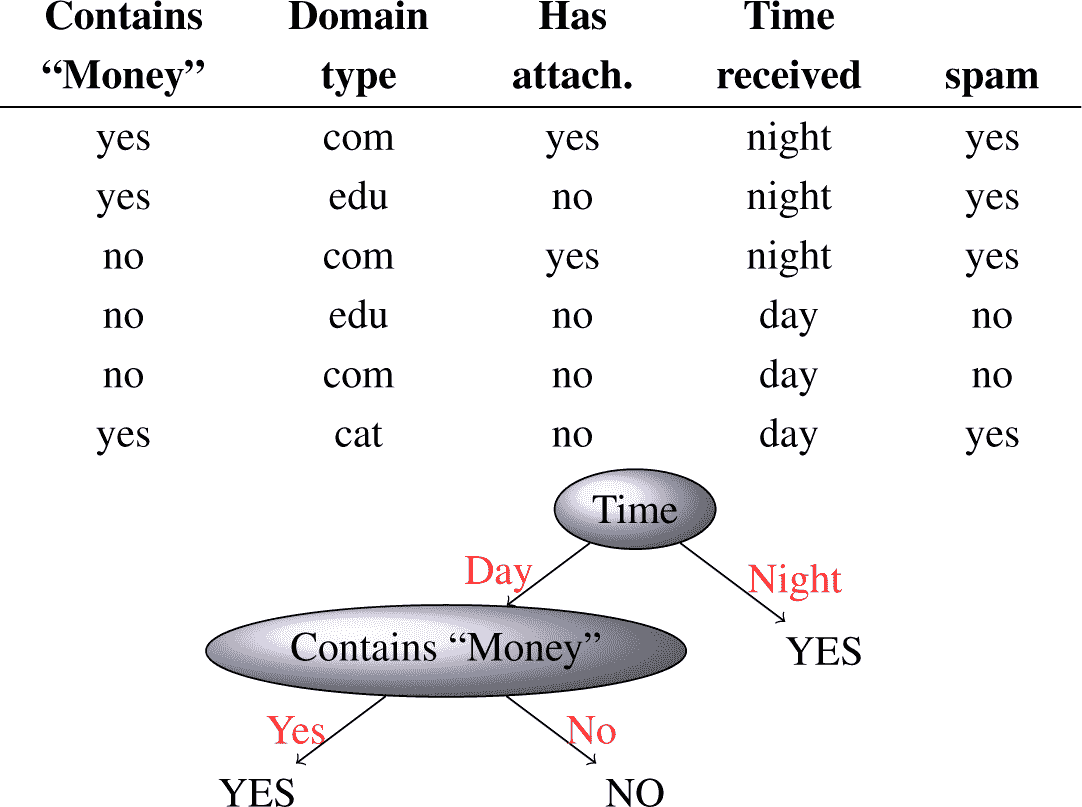 Contains Domain Has Time
“Money” type attach. received spam
yes com yes night yes
yes edu no night yes
no com yes night yes
no edu no day no
no com no day no
yes cat no day yes
Time
Day Night
Contains “Money” YES
Yes No
YES NO